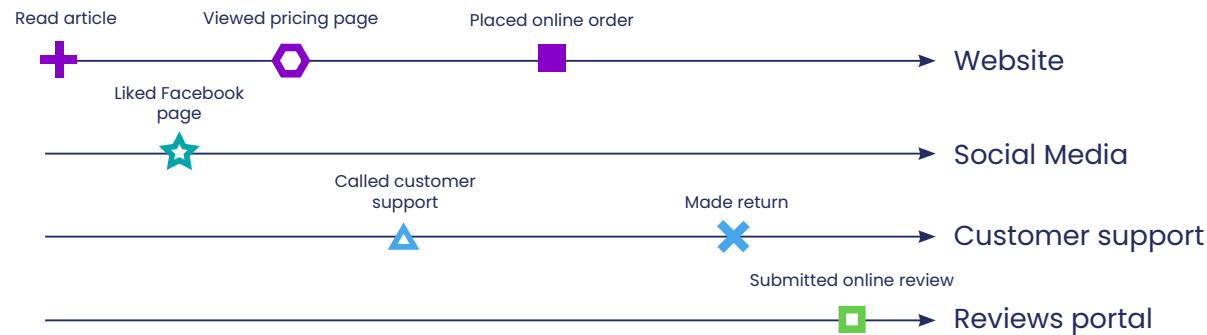 Read article
Viewed pricing page
Placed online order
Website
Liked Facebook
page
Social Media
Called customer
support
Made return
Customer support
Submitted online review
Reviews portal